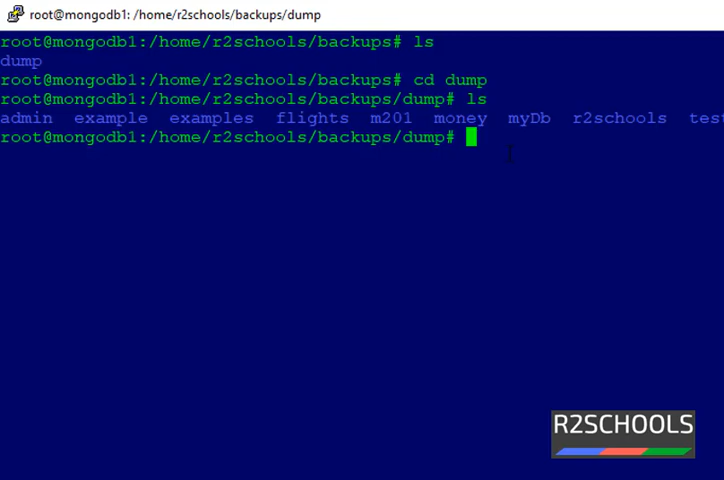 root@mongodb1: /home/r2schools/backups/dump
root@mongodb1:/home/r2schools/backups# ls
dump
root@mongodb1:/home/r2schools/backups# cd dump
root@mongodb1:/home/r2schools/backups/dump# ls
admin example examples flights m201 money myDb r2schools test
root@mongodb1:/home/r2schools/backups/dump#
R2SCHOOLS